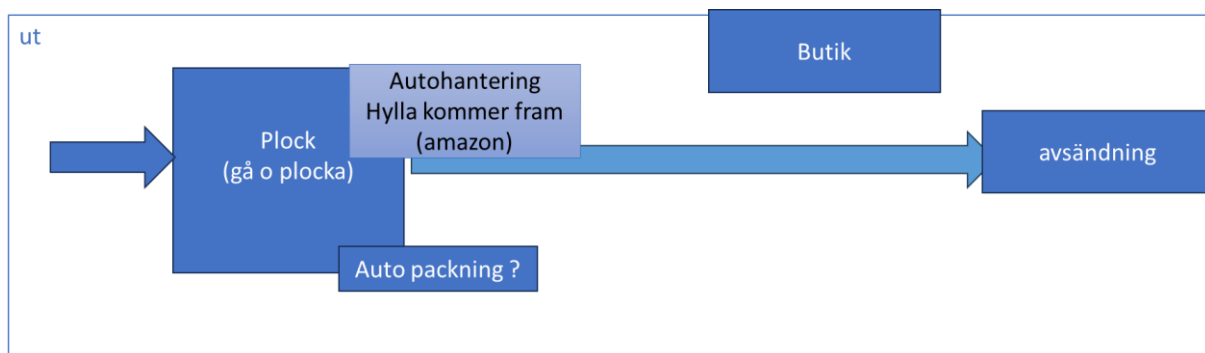 ut
Butik
Autohantering
Hylla kommer fram
(amazon)
Plock
(gå o plocka)
avsändning
Auto packning ?